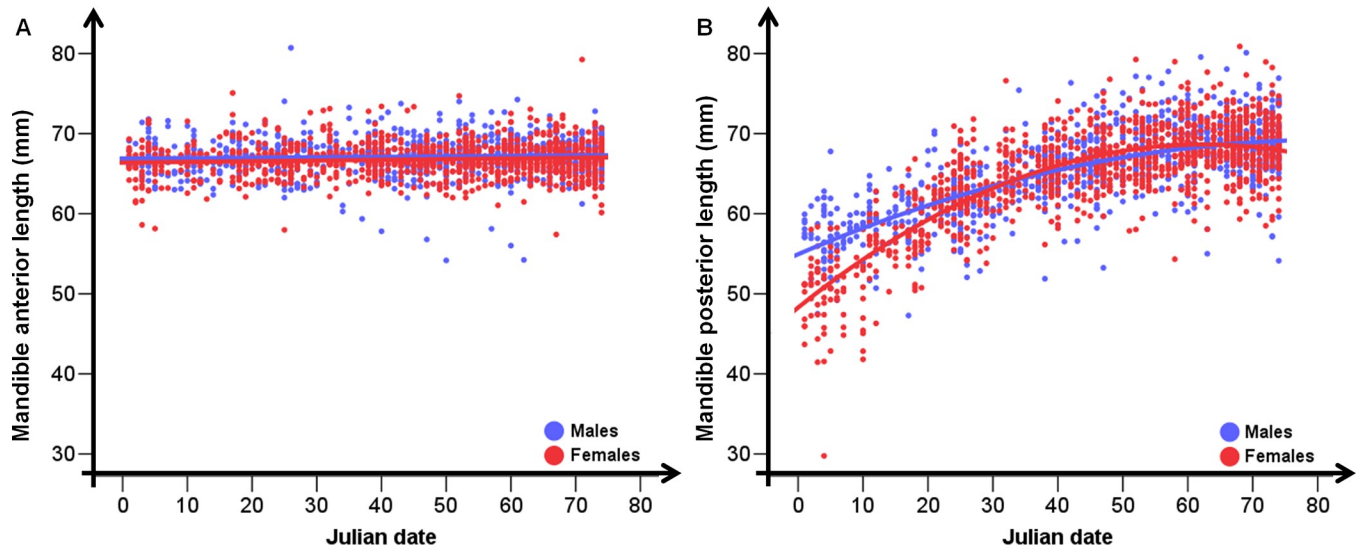 A
Mandible anterior length (mm)
80
70
60
50
40
30
0 10 20 30 40 50 60 70 80
Julian date
Males
Females
B
Mandible posterior length (mm)
80
70
60
50
40
30
0 10 20 30 40 50 60 70 80
Julian date
Males
Females